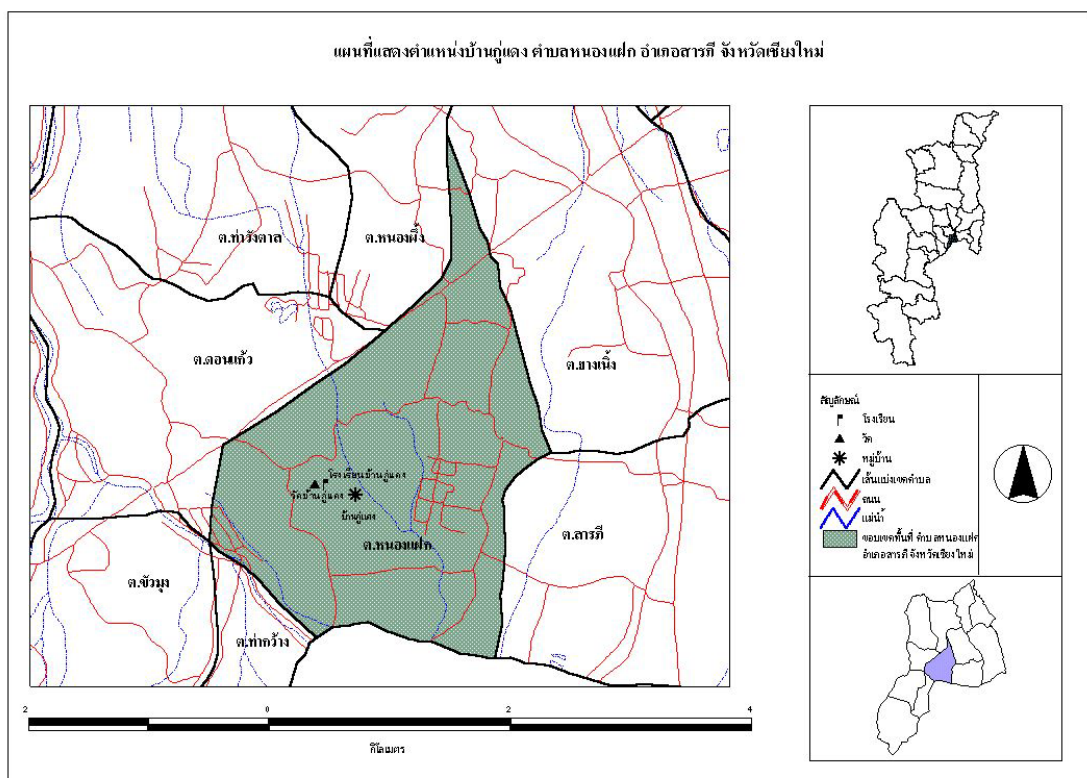 แผนที่แสดงตำแหน่งบ้านกู่แดง ตำบลหนองแฝก อำเภอสารภี จังหวัดเชียงใหม่
ต.ท่าวังตาล
ต.หนองผึ้ง
ต.ดอนแก้ว
ต.ยางเนิ้ง
โรงเรียนบ้านกู่แดง
วัดบ้านกู่แดง
บ้านกู่แดง
ต.หนองแฝก
ต.สารภี
ต.ขัวมุง
ต.ท่ากว้าง
2 0 2 4
กิโลเมตร
สัญลักษณ์
โรงเรียน
วัด
หมู่บ้าน
เส้นแบ่งเขตตำบล
ถนน
แม่น้ำ
ขอบเขตพื้นที่ ตำบลหนองแฝก
อำเภอสารภี จังหวัดเชียงใหม่